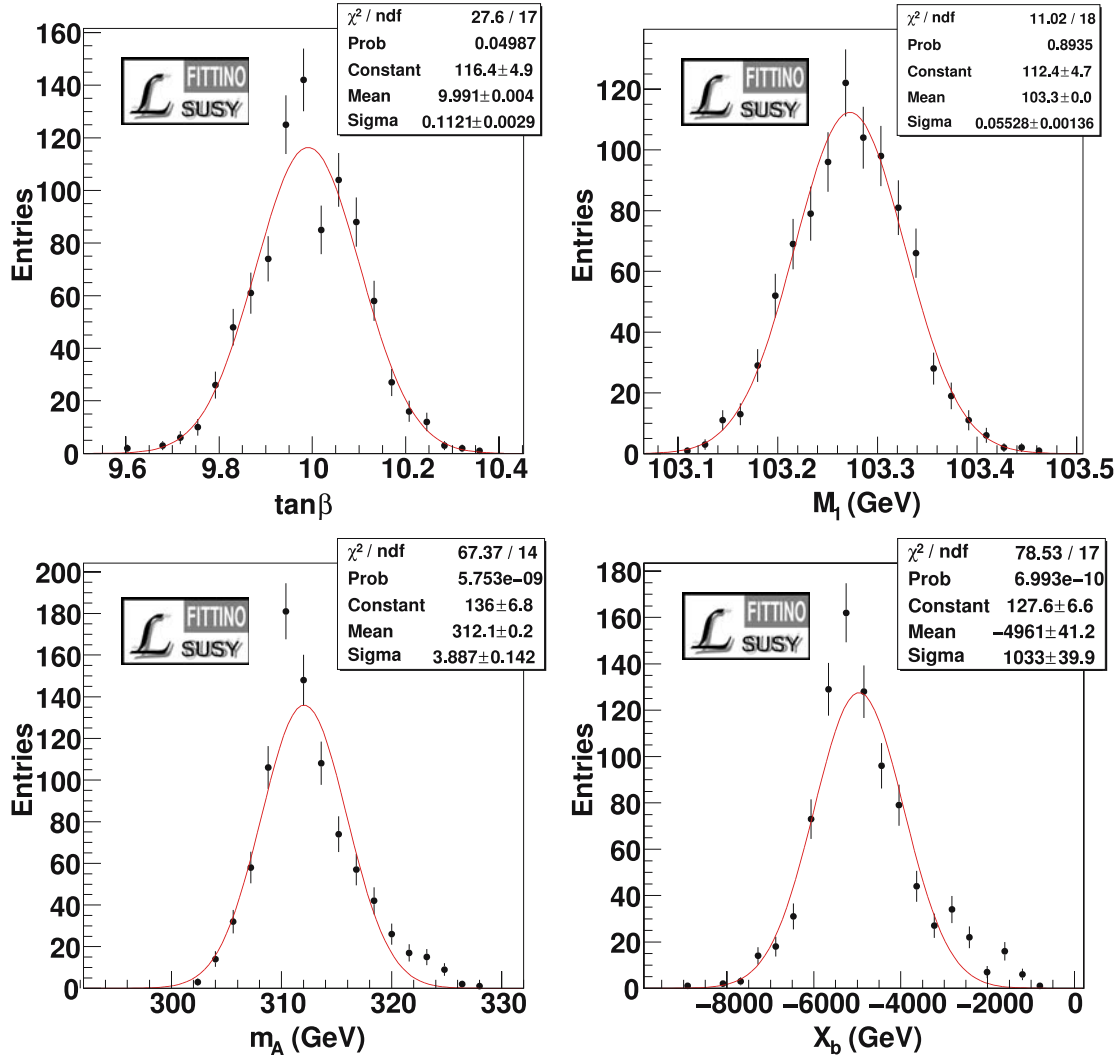 χ² / ndf 27.6 / 17
Prob 0.04987
Constant 116.4±4.9
Mean 9.991±0.004
Sigma 0.1121±0.0029
L FITTINO
SUSY
160
140
120
100
80
60
40
20
0
Entries
9.6 9.8 10 10.2 10.4
tanβ
χ² / ndf 11.02 / 18
Prob 0.8935
Constant 112.4±4.7
Mean 103.3±0.0
Sigma 0.05528±0.00136
L FITTINO
SUSY
120
100
80
60
40
20
0
Entries
103.1 103.2 103.3 103.4 103.5
M₁ (GeV)
χ² / ndf 67.37 / 14
Prob 5.753e−09
Constant 136±6.8
Mean 312.1±0.2
Sigma 3.887±0.142
L FITTINO
SUSY
200
180
160
140
120
100
80
60
40
20
0
Entries
300 310 320 330
m_A (GeV)
χ² / ndf 78.53 / 17
Prob 6.993e−10
Constant 127.6±6.6
Mean −4961±41.2
Sigma 1033±39.9
L FITTINO
SUSY
180
160
140
120
100
80
60
40
20
0
Entries
−8000 −6000 −4000 −2000 0
X_b (GeV)